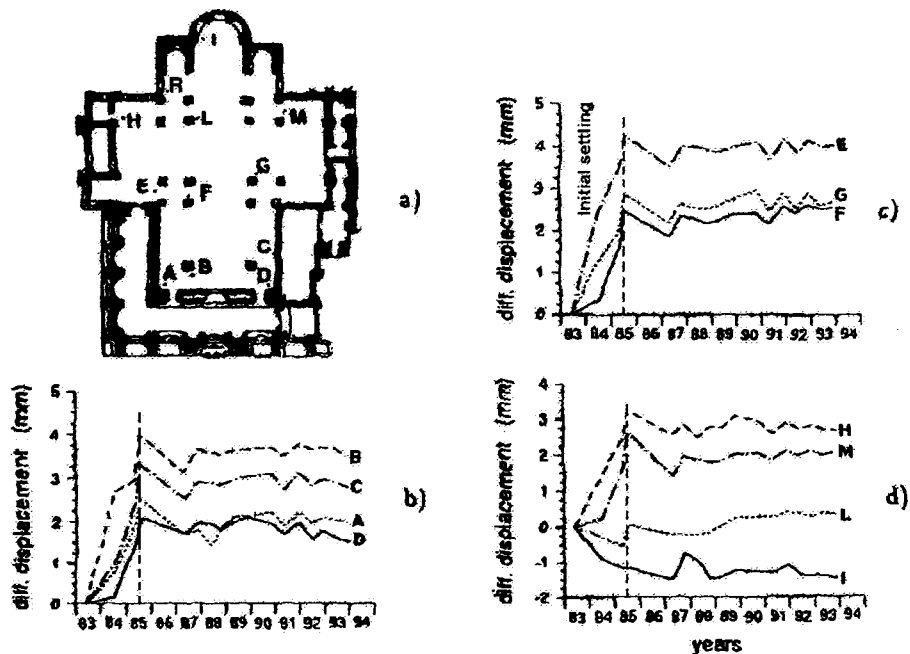 I
R
H
L
M
G
E
F
C
A
B
D
a)
diff. displacement (mm)
5
4
3
2
1
0
Initial settling
E
G
F
83 84 85 86 87 88 89 90 91 92 93 94
c)
diff. displacement (mm)
5
4
3
2
1
0
B
C
A
D
83 84 85 86 87 88 89 90 91 92 93 94
b)
diff. displacement (mm)
4
3
2
1
0
-1
-2
H
M
L
I
83 84 85 86 87 88 89 90 91 92 93 94
years
d)